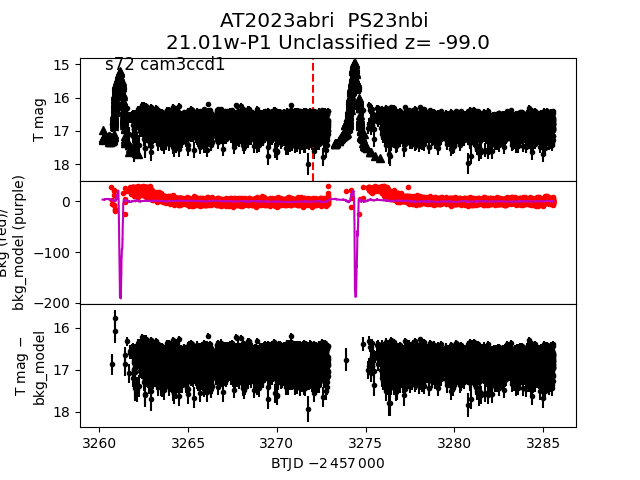 AT2023abri  PS23nbi
21.01w-P1 Unclassified z= -99.0
s72 cam3ccd1
T mag
15
16
17
18
Bkg (red)/
bkg_model (purple)
0
−100
−200
T mag −
bkg_model
16
17
18
3260
3265
3270
3275
3280
3285
BTJD −2 457 000